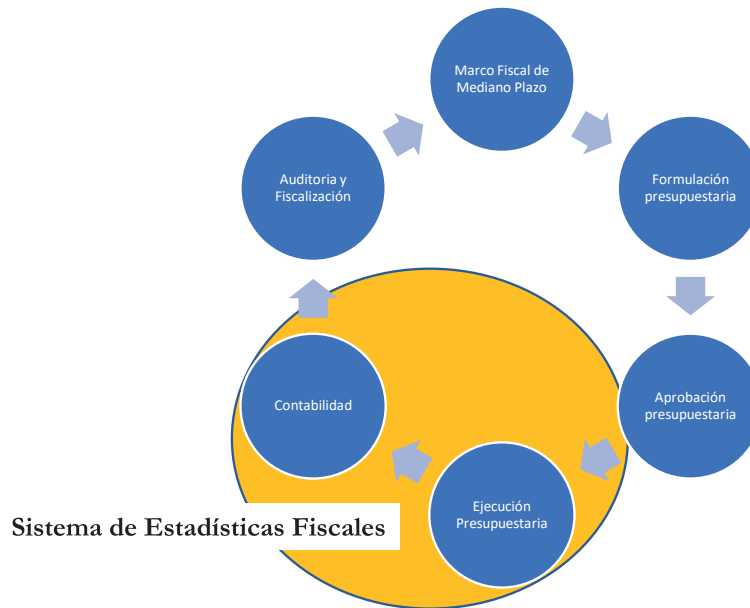 Marco Fiscal de
Mediano Plazo
Auditoria y
Fiscalización
Formulación
presupuestaria
Contabilidad
Aprobación
presupuestaria
Ejecución
Presupuestaria
Sistema de Estadísticas Fiscales